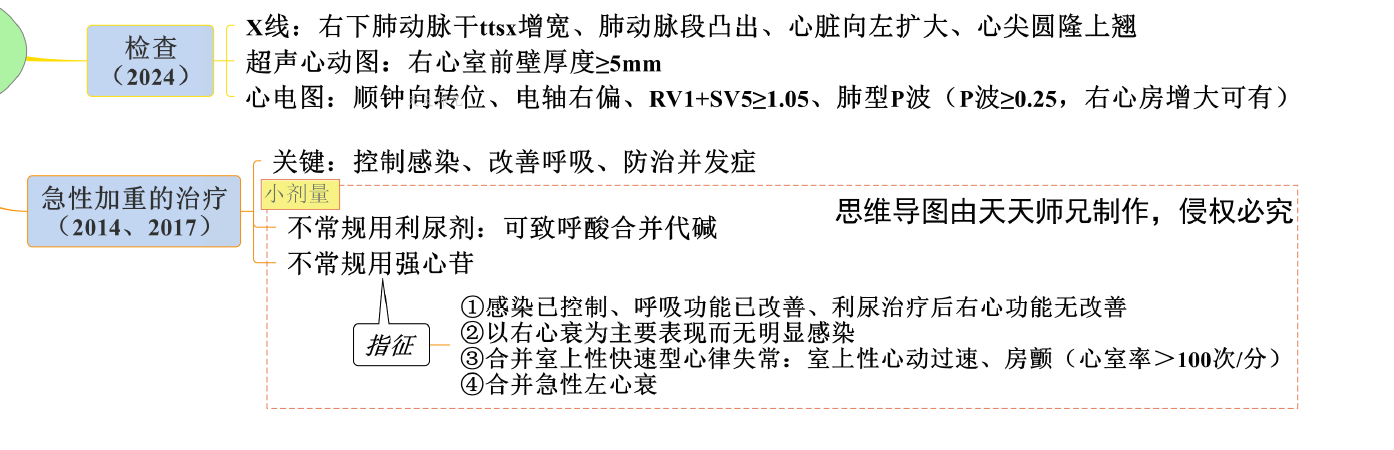 检查
（2024）
X线：右下肺动脉干ttsx增宽、肺动脉段凸出、心脏向左扩大、心尖圆隆上翘
超声心动图：右心室前壁厚度≥5mm
心电图：顺钟向转位、电轴右偏、RV1+SV5≥1.05、肺型P波（P波≥0.25，右心房增大可有）
急性加重的治疗
（2014、2017）
关键：控制感染、改善呼吸、防治并发症
小剂量
思维导图由天天师兄制作，侵权必究
不常规用利尿剂：可致呼酸合并代碱
不常规用强心苷
指征
①感染已控制、呼吸功能已改善、利尿治疗后右心功能无改善
②以右心衰为主要表现而无明显感染
③合并室上性快速型心律失常：室上性心动过速、房颤（心室率＞100次/分）
④合并急性左心衰